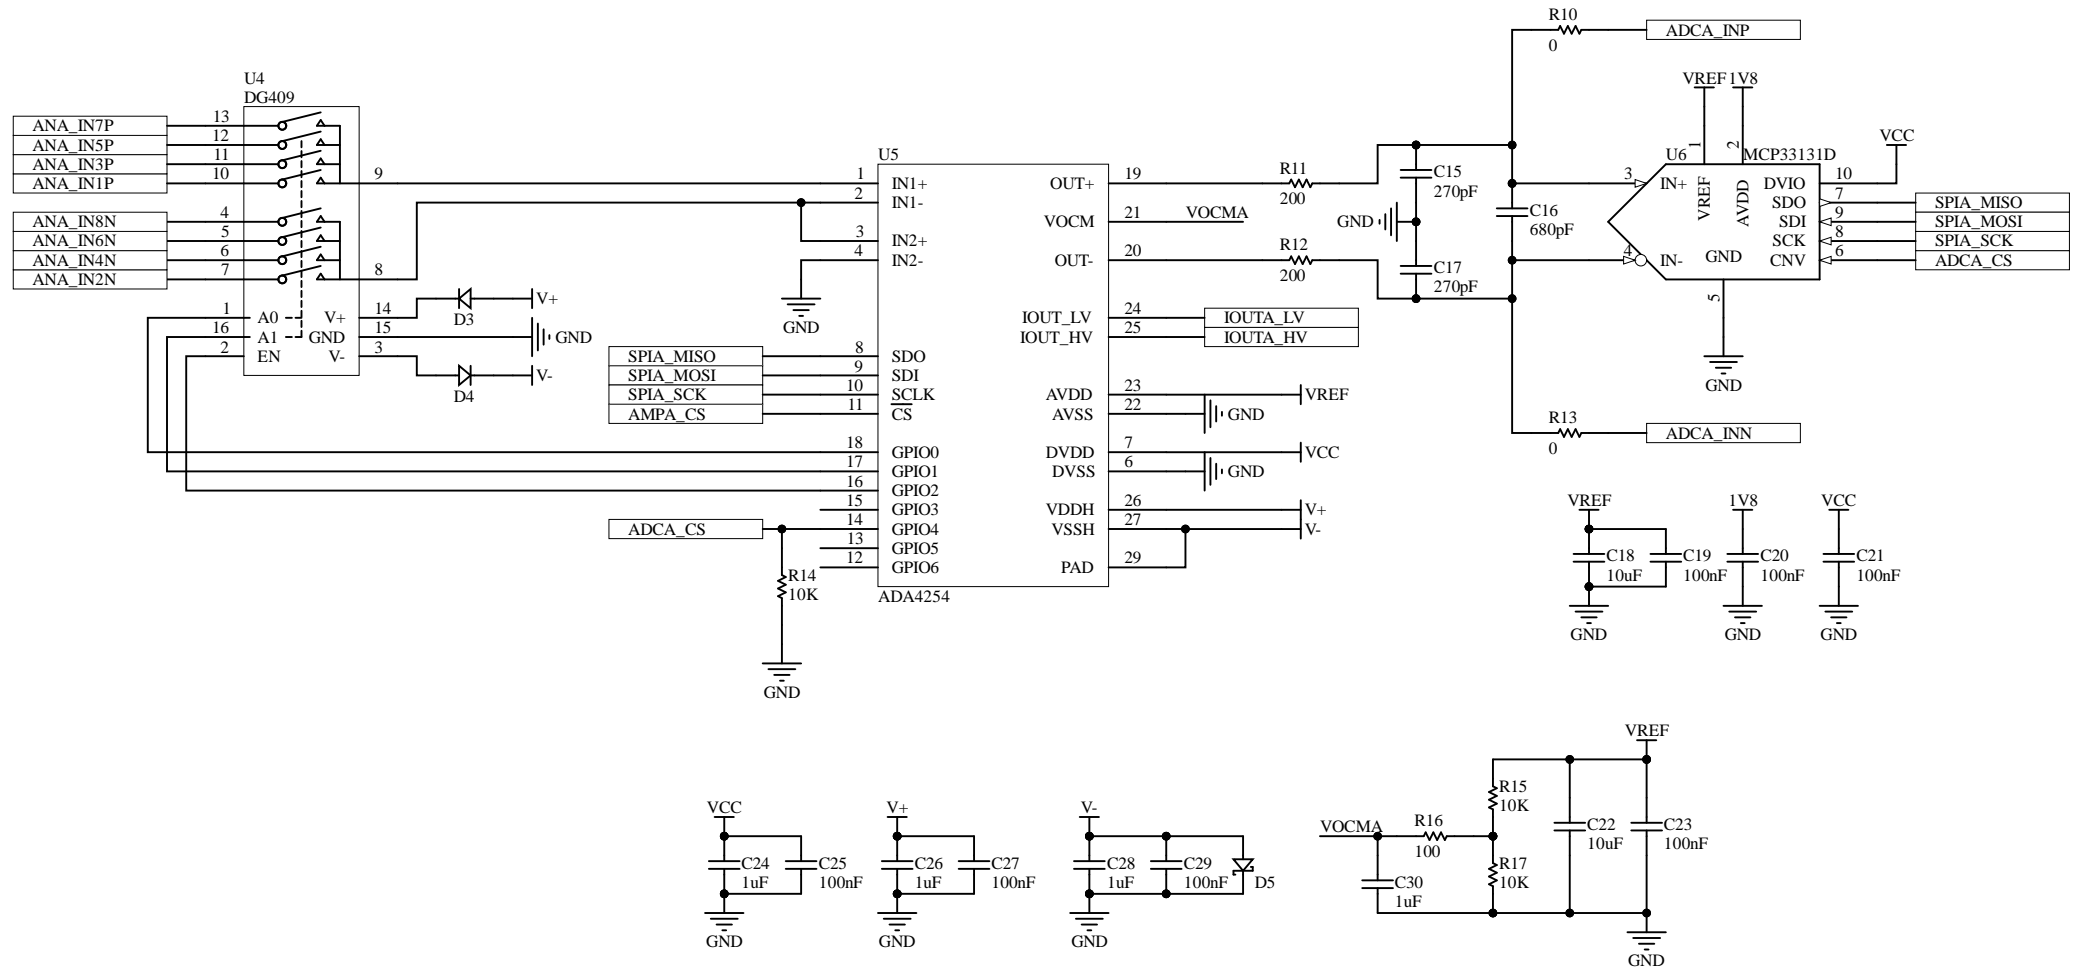 R10
ADCA_INP
0
U4
DG409
VREF 1V8
ANA_IN7P 13
ANA_IN5P 12
ANA_IN3P 11
ANA_IN1P 10 9
ANA_IN8N 4
ANA_IN6N 5
ANA_IN4N 6
ANA_IN2N 7 8
1 A0 V+ 14
16 A1 GND 15
2 EN V- 3
D3 V+
GND
D4 V-
U5
1 IN1+ OUT+ 19
2 IN1- VOCM 21 VOCMA
3 IN2+
4 IN2- OUT- 20
GND
IOUT_LV 24 IOUTA_LV
IOUT_HV 25 IOUTA_HV
SPIA_MISO 8 SDO
SPIA_MOSI 9 SDI
SPIA_SCK 10 SCLK
AMPA_CS 11 CS
AVDD 23 VREF
AVSS 22 GND
18 GPIO0 DVDD 7 VCC
17 GPIO1 DVSS 6 GND
16 GPIO2
15 GPIO3 VDDH 26 V+
ADCA_CS 14 GPIO4 VSSH 27 V-
13 GPIO5
12 GPIO6 PAD 29
ADA4254
R14
10K
GND
R11
200
R12
200
C15
270pF
GND
C17
270pF
C16
680pF
U6 MCP33131D
1 2
VREF AVDD
3 IN+
4 IN-
GND
5
GND
VCC
DVIO 10
SDO 7 SPIA_MISO
SDI 9 SPIA_MOSI
SCK 8 SPIA_SCK
CNV 6 ADCA_CS
R13
ADCA_INN
0
VREF 1V8 VCC
C18 C19 C20 C21
10uF 100nF 100nF 100nF
GND GND GND
VCC V+ V-
C24 C25 C26 C27 C28 C29
1uF 100nF 1uF 100nF 1uF 100nF D5
GND GND GND
VREF
R15
10K
VOCMA R16
100
C22 C23
10uF 100nF
R17
10K
C30
1uF
GND